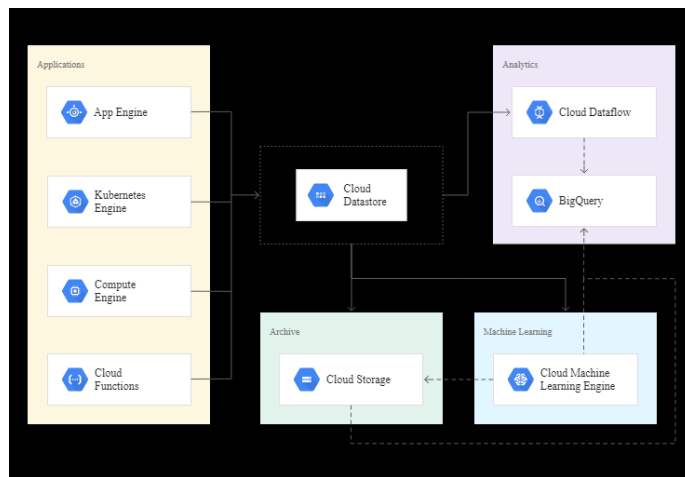 Applications
App Engine
Kubernetes
Engine
Compute
Engine
Cloud
Functions
Cloud
Datastore
Analytics
Cloud Dataflow
BigQuery
Archive
Cloud Storage
Machine Learning
Cloud Machine
Learning Engine